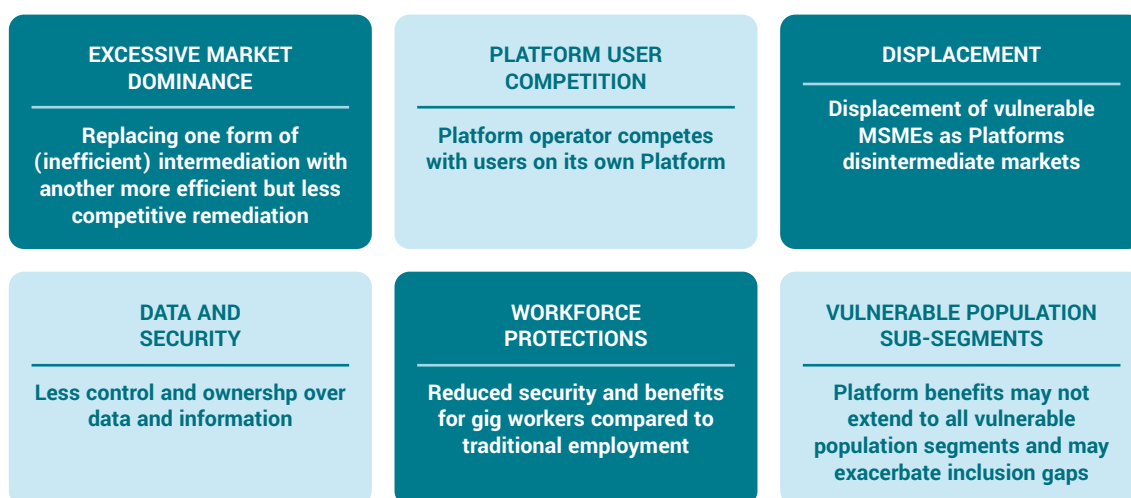 EXCESSIVE MARKET
DOMINANCE
Replacing one form of
(inefficient) intermediation with
another more efficient but less
competitive remediation
PLATFORM USER
COMPETITION
Platform operator competes
with users on its own Platform
DISPLACEMENT
Displacement of vulnerable
MSMEs as Platforms
disintermediate markets
DATA AND
SECURITY
Less control and ownershp over
data and information
WORKFORCE
PROTECTIONS
Reduced security and benefits
for gig workers compared to
traditional employment
VULNERABLE POPULATION
SUB-SEGMENTS
Platform benefits may not
extend to all vulnerable
population segments and may
exacerbate inclusion gaps